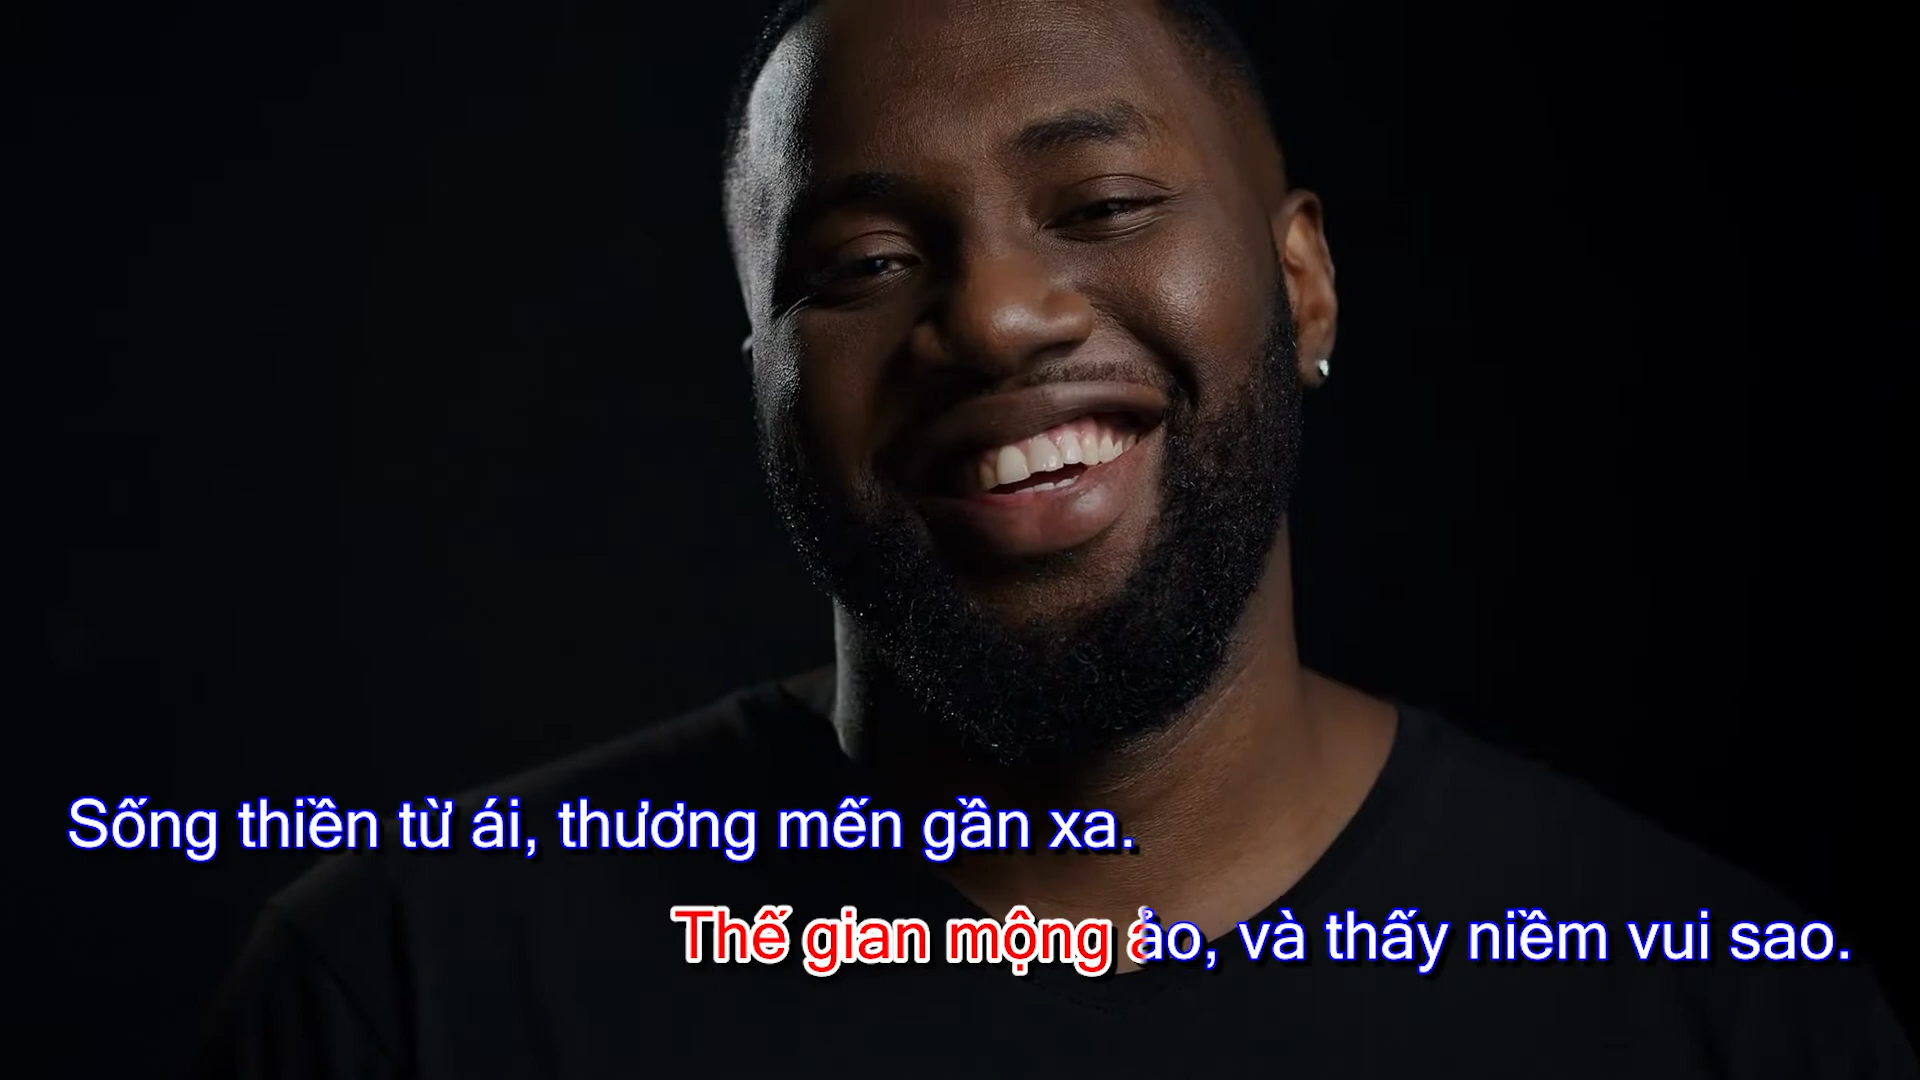 Sống thiền từ ái, thương mến gần xa.
Thế gian mộng ảo, và thấy niềm vui sao.